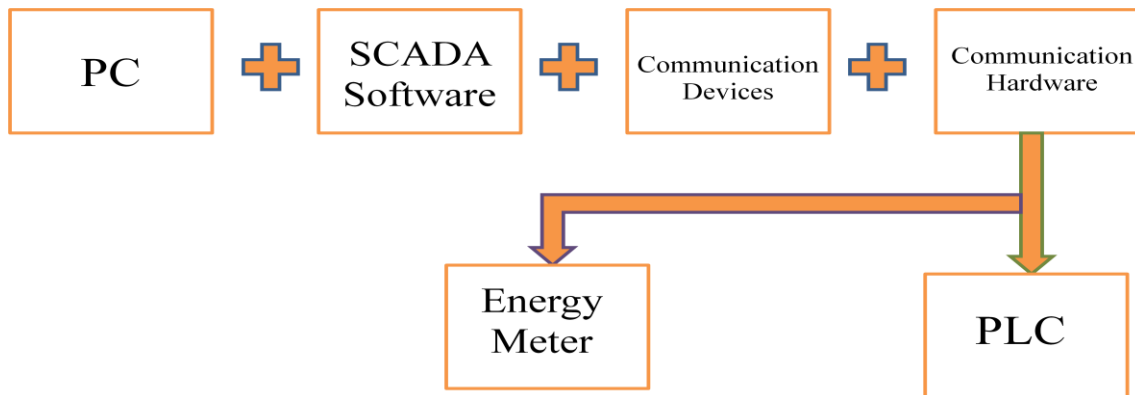 PC
SCADA
Software
Communication
Devices
Communication
Hardware
Energy
Meter
PLC